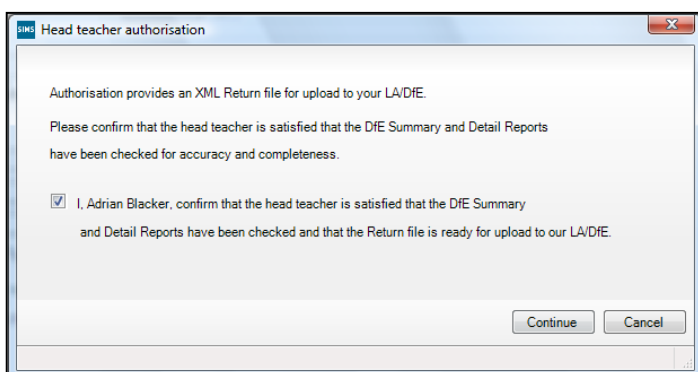 SIMS Head teacher authorisation
Authorisation provides an XML Return file for upload to your LA/DfE.
Please confirm that the head teacher is satisfied that the DfE Summary and Detail Reports
have been checked for accuracy and completeness.
I, Adrian Blacker, confirm that the head teacher is satisfied that the DfE Summary
and Detail Reports have been checked and that the Return file is ready for upload to our LA/DfE.
Continue Cancel